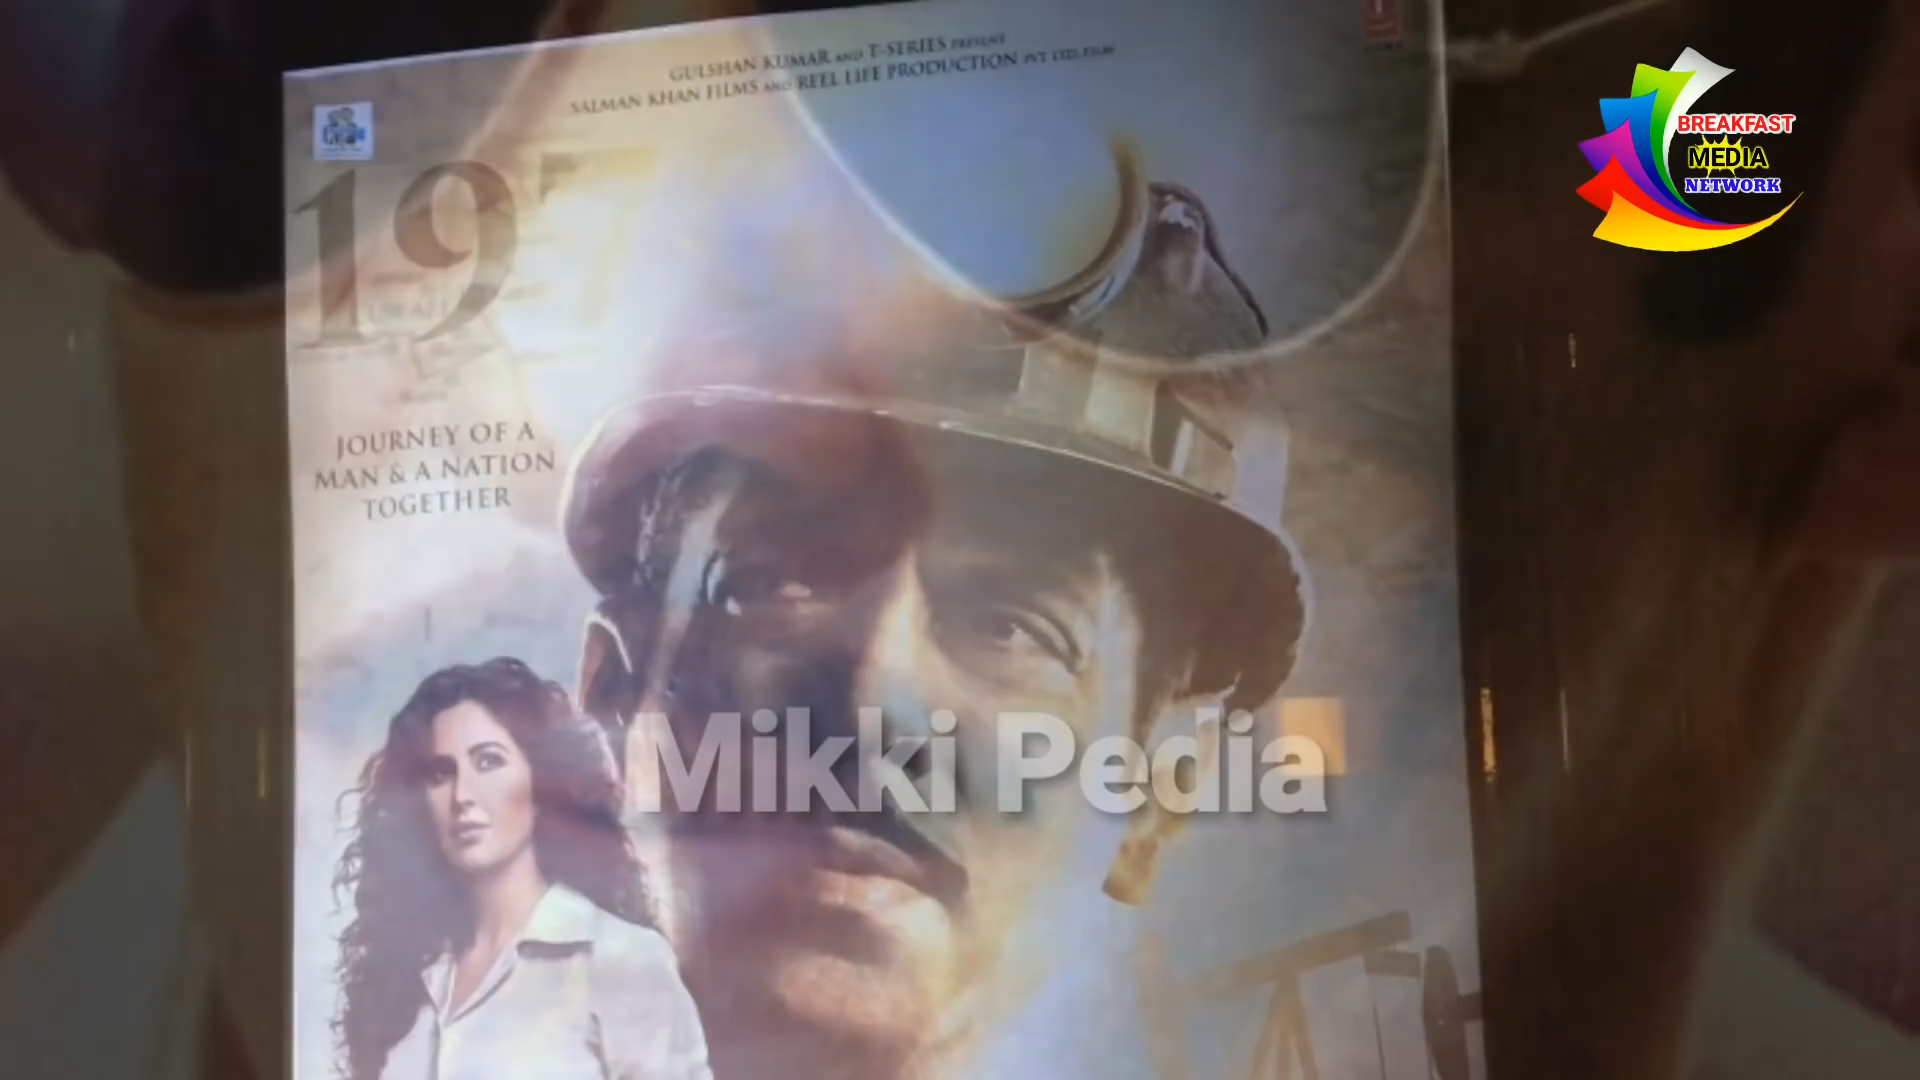 GULSHAN KUMAR AND T-SERIES PRESENT
SALMAN KHAN FILMS AND REEL LIFE PRODUCTION PVT. LTD. FILM
197
JOURNEY OF A
MAN & A NATION
TOGETHER
Mikki Pedia
BREAKFAST
MEDIA
NETWORK